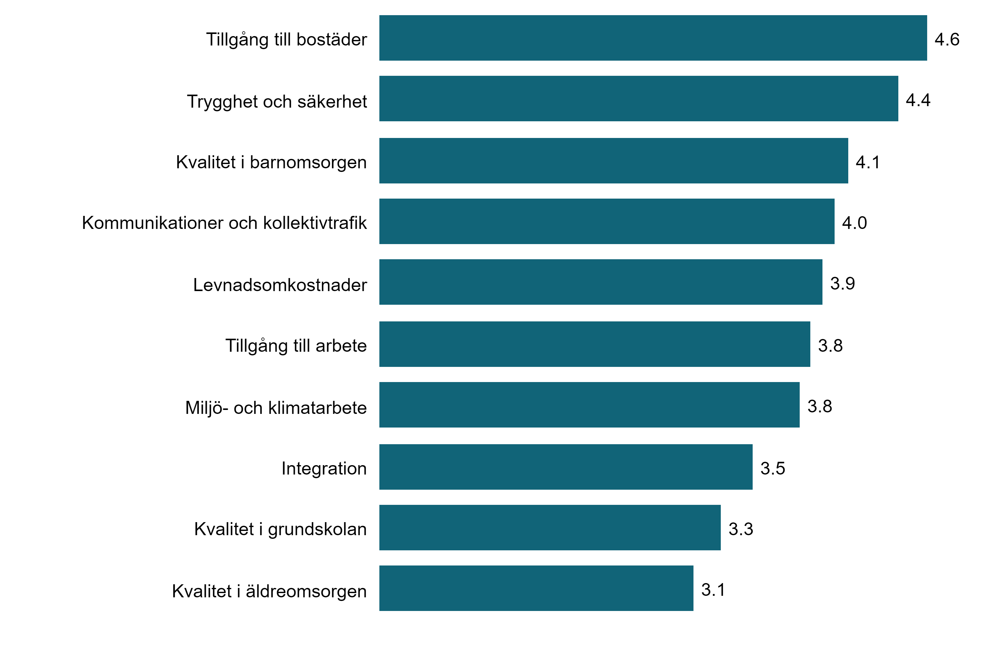 Tillgång till bostäder 4.6
Trygghet och säkerhet 4.4
Kvalitet i barnomsorgen 4.1
Kommunikationer och kollektivtrafik 4.0
Levnadsomkostnader 3.9
Tillgång till arbete 3.8
Miljö- och klimatarbete 3.8
Integration 3.5
Kvalitet i grundskolan 3.3
Kvalitet i äldreomsorgen 3.1